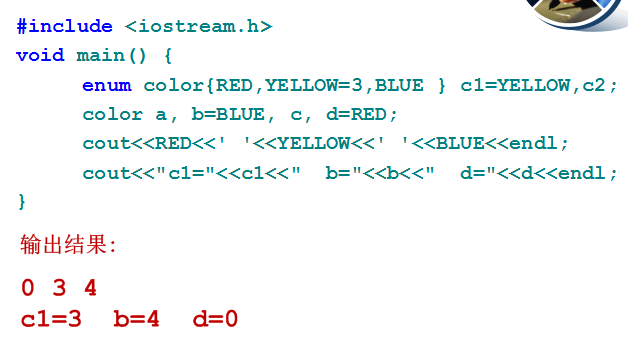 #include <iostream.h>
void main() {
enum color{RED,YELLOW=3,BLUE } c1=YELLOW,c2;
color a, b=BLUE, c, d=RED;
cout<<RED<<' '<<YELLOW<<' '<<BLUE<<endl;
cout<<"c1="<<c1<<"  b="<<b<<"  d="<<d<<endl;
}
输出结果:
0 3 4
c1=3  b=4  d=0